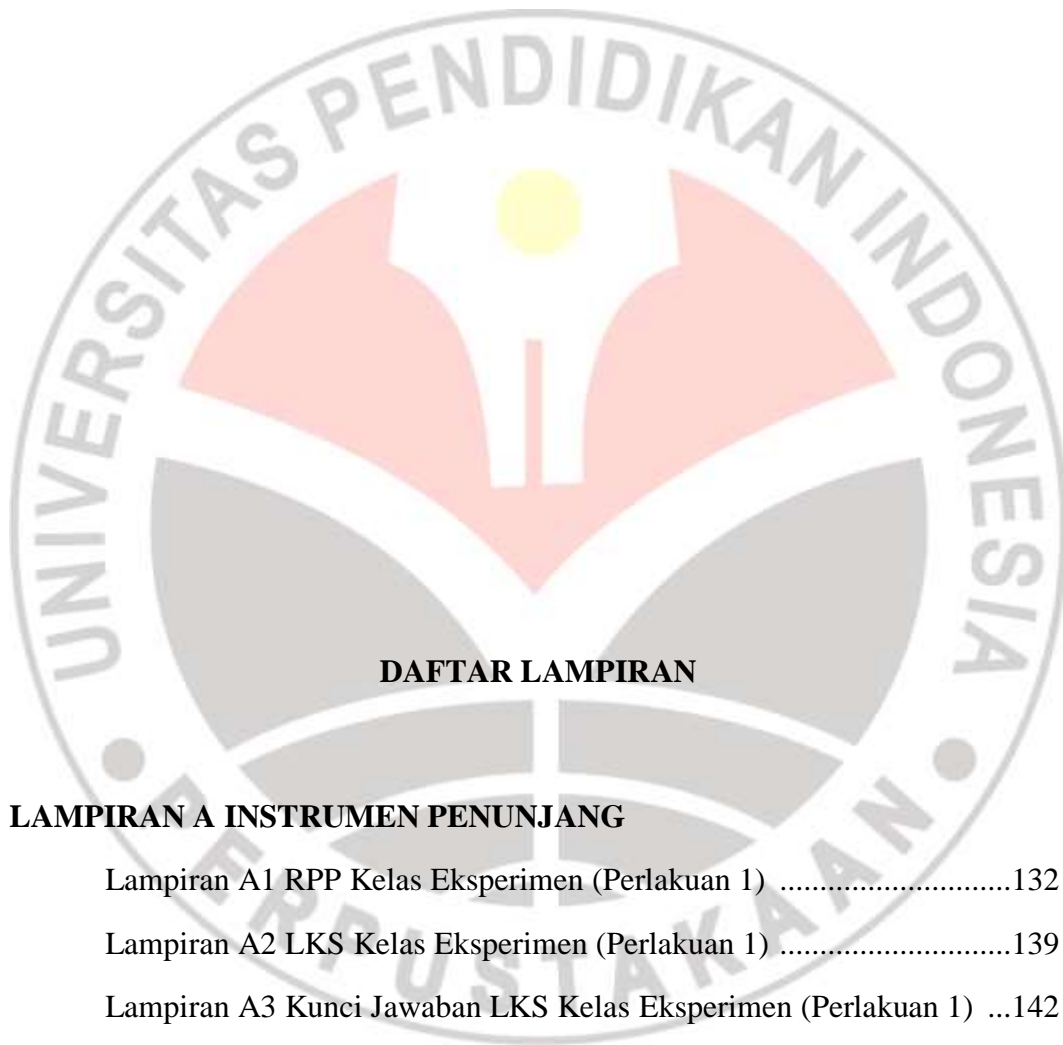 UNIVERSITAS PENDIDIKAN INDONESIA
DAFTAR LAMPIRAN
LAMPIRAN A INSTRUMEN PENUNJANG
Lampiran A1 RPP Kelas Eksperimen (Perlakuan 1) .............................132
Lampiran A2 LKS Kelas Eksperimen (Perlakuan 1) .............................139
Lampiran A3 Kunci Jawaban LKS Kelas Eksperimen (Perlakuan 1) ...142
PERPUSTAKAAN